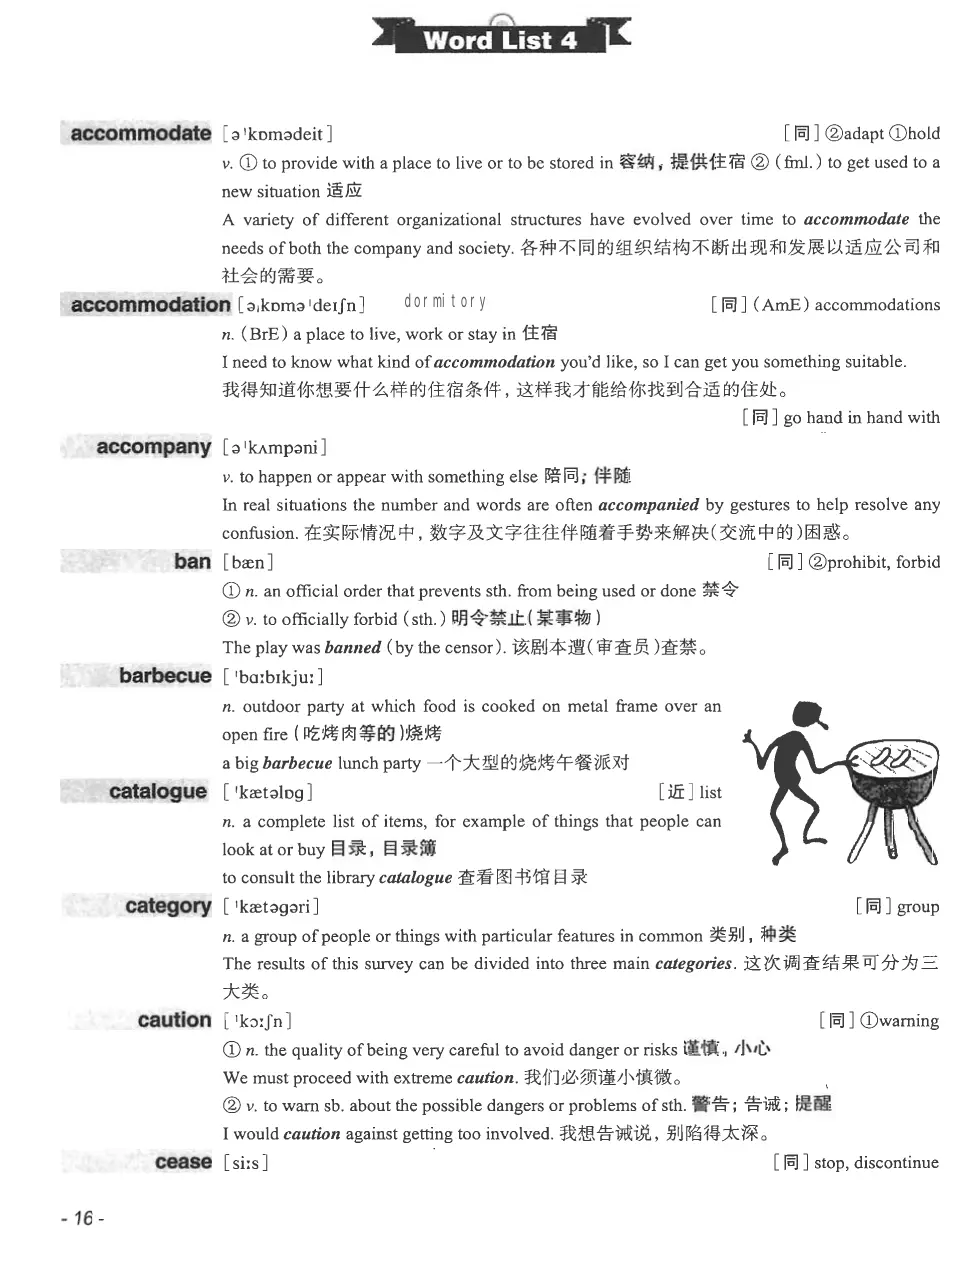 Word List 4
accommodate [ə'kɒmədeit] [同]②adapt ①hold
v. ① to provide with a place to live or to be stored in 容纳，提供住宿 ② (fml.) to get used to a
new situation 适应
A variety of different organizational structures have evolved over time to accommodate the
needs of both the company and society. 各种不同的组织结构不断出现和发展以适应公司和
社会的需要。
accommodation [əˌkɒmə'deɪʃn] dormitory [同](AmE) accommodations
n. (BrE) a place to live, work or stay in 住宿
I need to know what kind of accommodation you'd like, so I can get you something suitable.
我得知道你想要什么样的住宿条件，这样我才能给你找到合适的住处。
[同] go hand in hand with
accompany [ə'kʌmpəni]
v. to happen or appear with something else 陪同；伴随
In real situations the number and words are often accompanied by gestures to help resolve any
confusion. 在实际情况中，数字及文字往往伴随着手势来解决(交流中的)困惑。
ban [bæn] [同]②prohibit, forbid
① n. an official order that prevents sth. from being used or done 禁令
② v. to officially forbid (sth.) 明令禁止(某事物)
The play was banned (by the censor). 该剧本遭(审查员)查禁。
barbecue ['bɑːbɪkjuː]
n. outdoor party at which food is cooked on metal frame over an
open fire (吃烤肉等的)烧烤
a big barbecue lunch party 一个大型的烧烤午餐派对
catalogue ['kætəlɒg] [近] list
n. a complete list of items, for example of things that people can
look at or buy 目录，目录簿
to consult the library catalogue 查看图书馆目录
category ['kætəgəri] [同] group
n. a group of people or things with particular features in common 类别，种类
The results of this survey can be divided into three main categories. 这次调查结果可分为三
大类。
caution ['kɔːʃn] [同]①warning
① n. the quality of being very careful to avoid danger or risks 谨慎，小心
We must proceed with extreme caution. 我们必须谨小慎微。
② v. to warn sb. about the possible dangers or problems of sth. 警告；告诫；提醒
I would caution against getting too involved. 我想告诫说，别陷得太深。
cease [siːs] [同] stop, discontinue
- 16 -